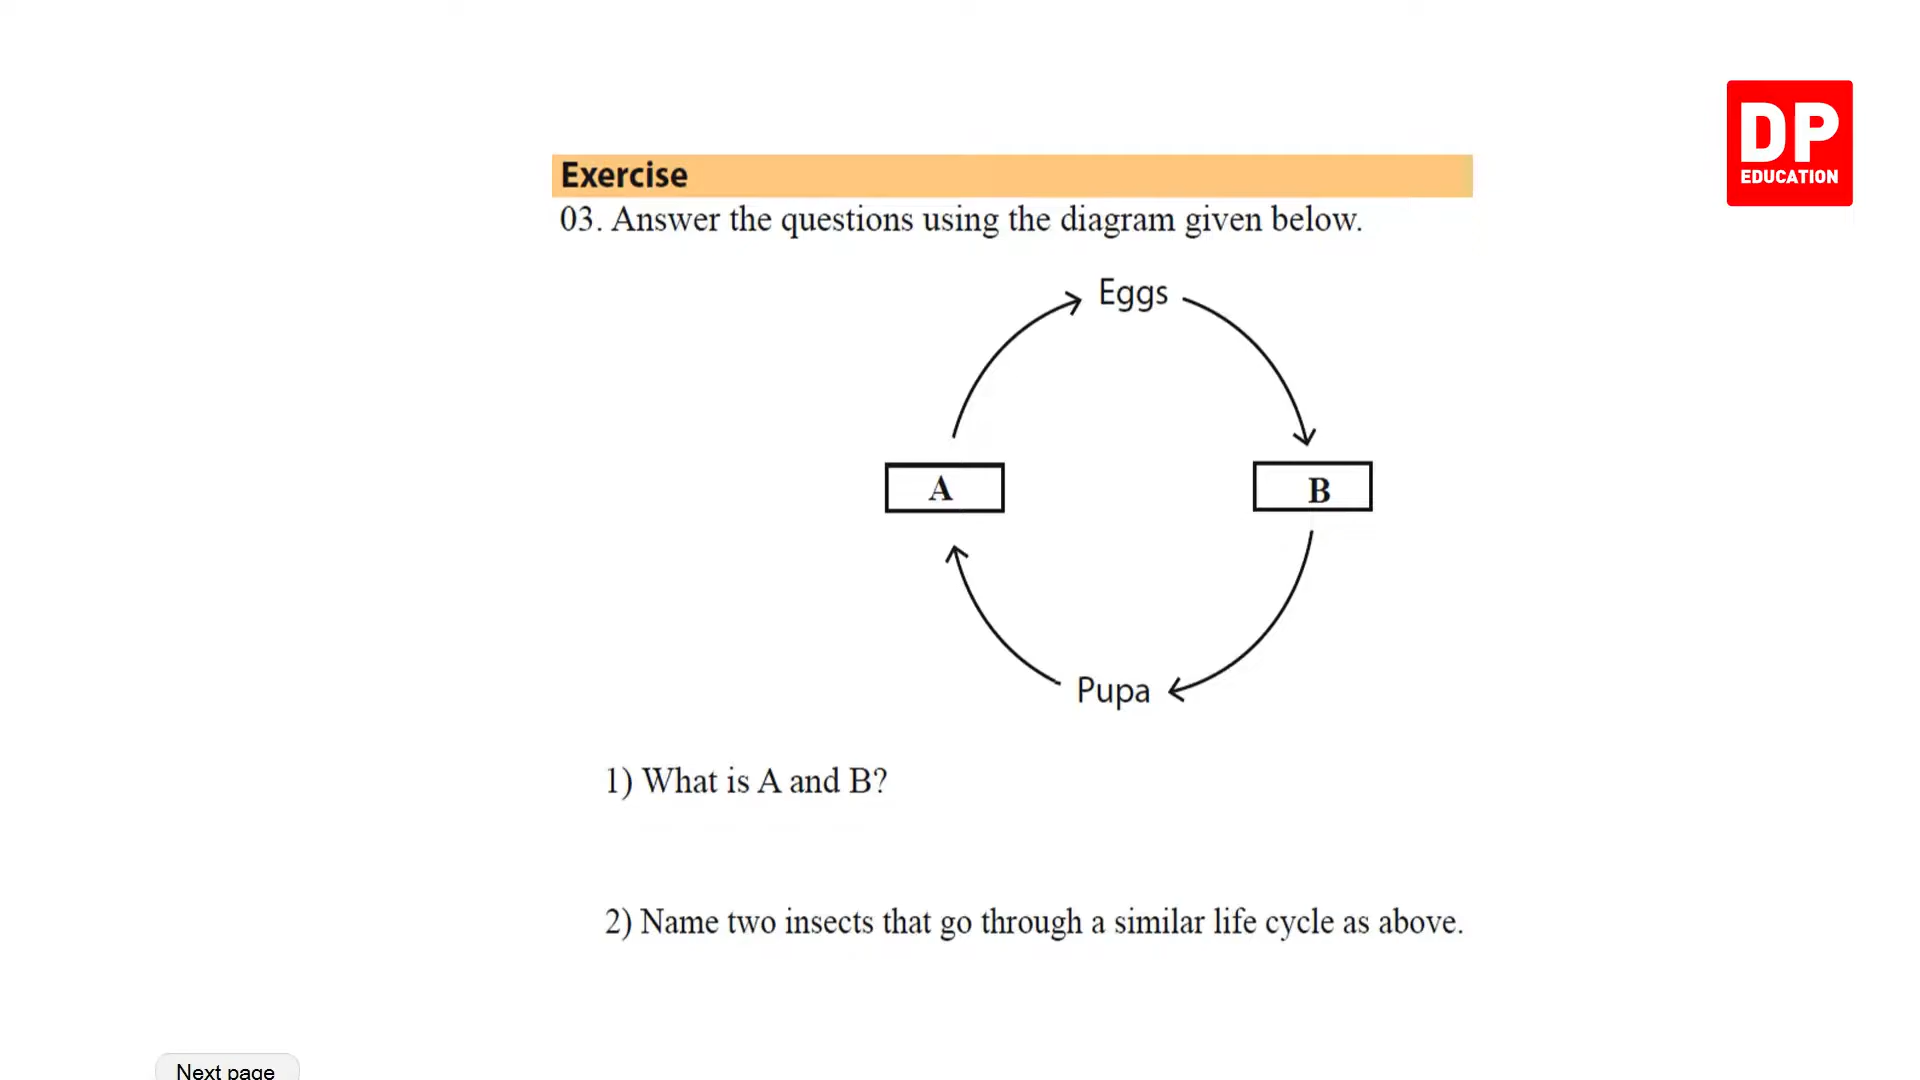 DP
EDUCATION
Exercise
03. Answer the questions using the diagram given below.
Eggs
A
B
Pupa
1) What is A and B?
2) Name two insects that go through a similar life cycle as above.
Next page